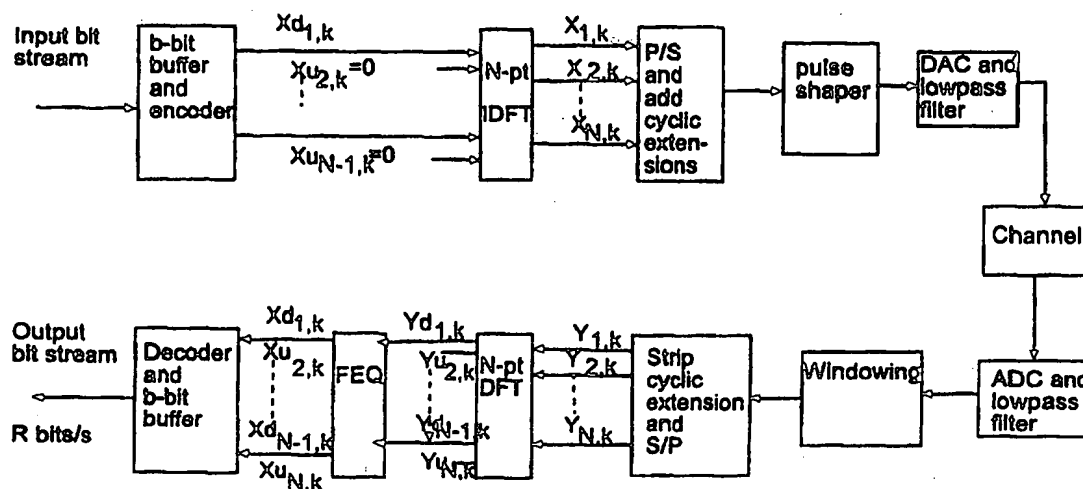 Input bit
stream
b-bit
buffer
and
encoder
Xd1,k
Xu2,k=0
XuN-1,k=0
N-pt
IDFT
X1,k
X2,k
XN,k
P/S
and
add
cyclic
exten-
sions
pulse
shaper
DAC and
lowpass
filter
Channel
ADC and
lowpass
filter
Windowing
Strip
cyclic
extension
and
S/P
Y1,k
Y2,k
YN,k
N-pt
DFT
Yd1,k
Yu2,k
YdN-1,k
YuN,k
FEQ
Xd1,k
Xu2,k
XdN-1,k
XuN,k
Decoder
and
b-bit
buffer
Output
bit stream
R bits/s